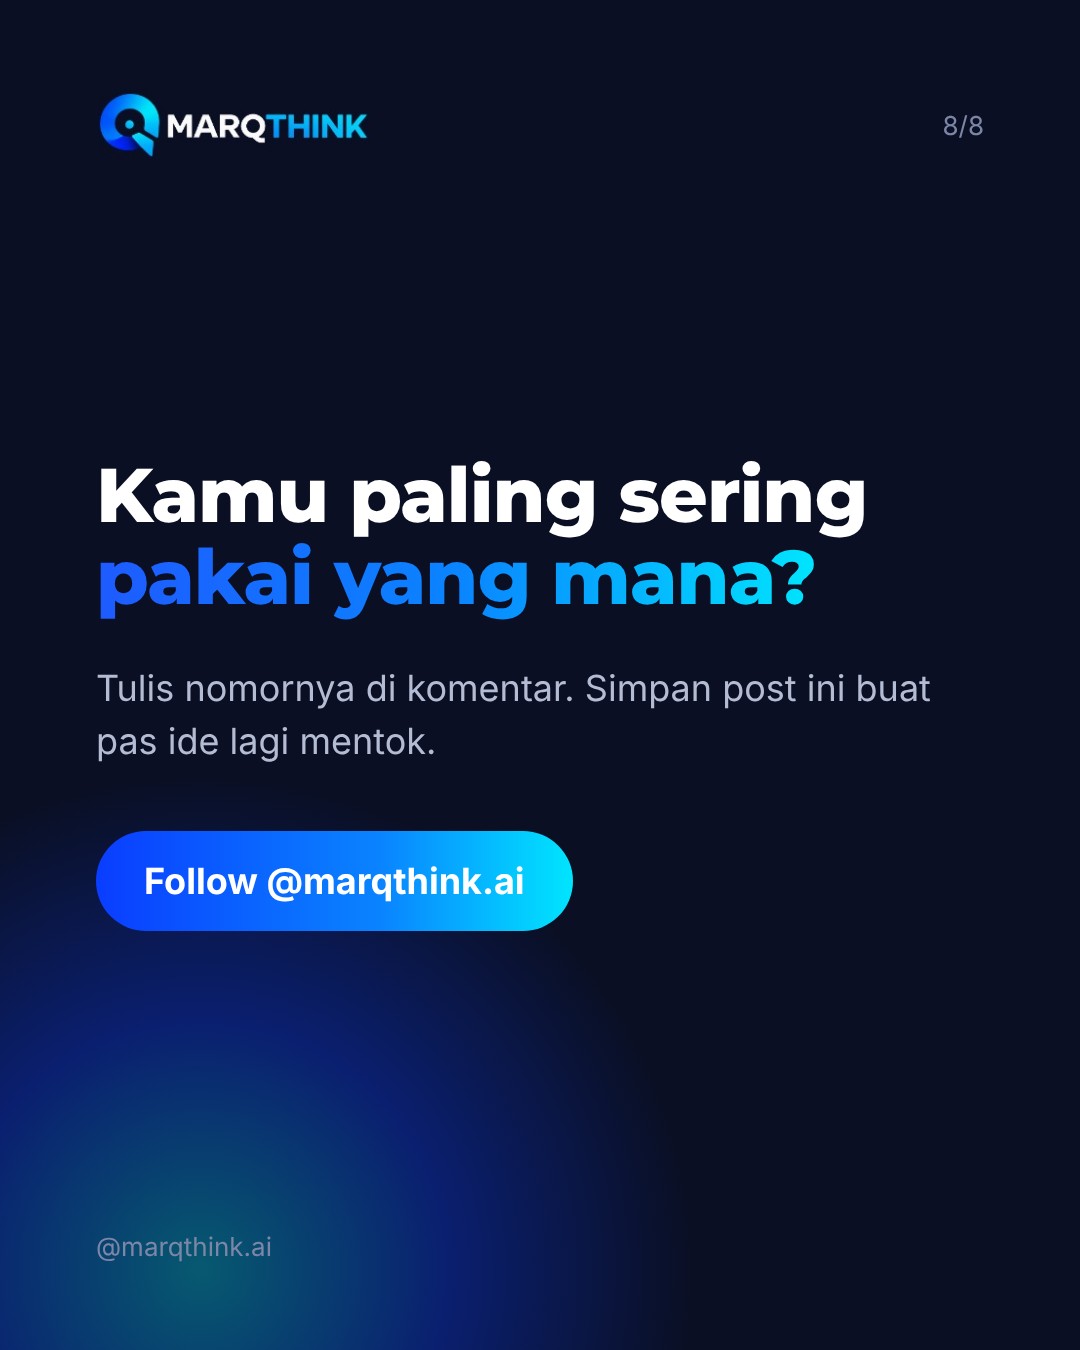 MARQTHINK
8/8
Kamu paling sering
pakai yang mana?
Tulis nomornya di komentar. Simpan post ini buat
pas ide lagi mentok.
Follow @marqthink.ai
@marqthink.ai